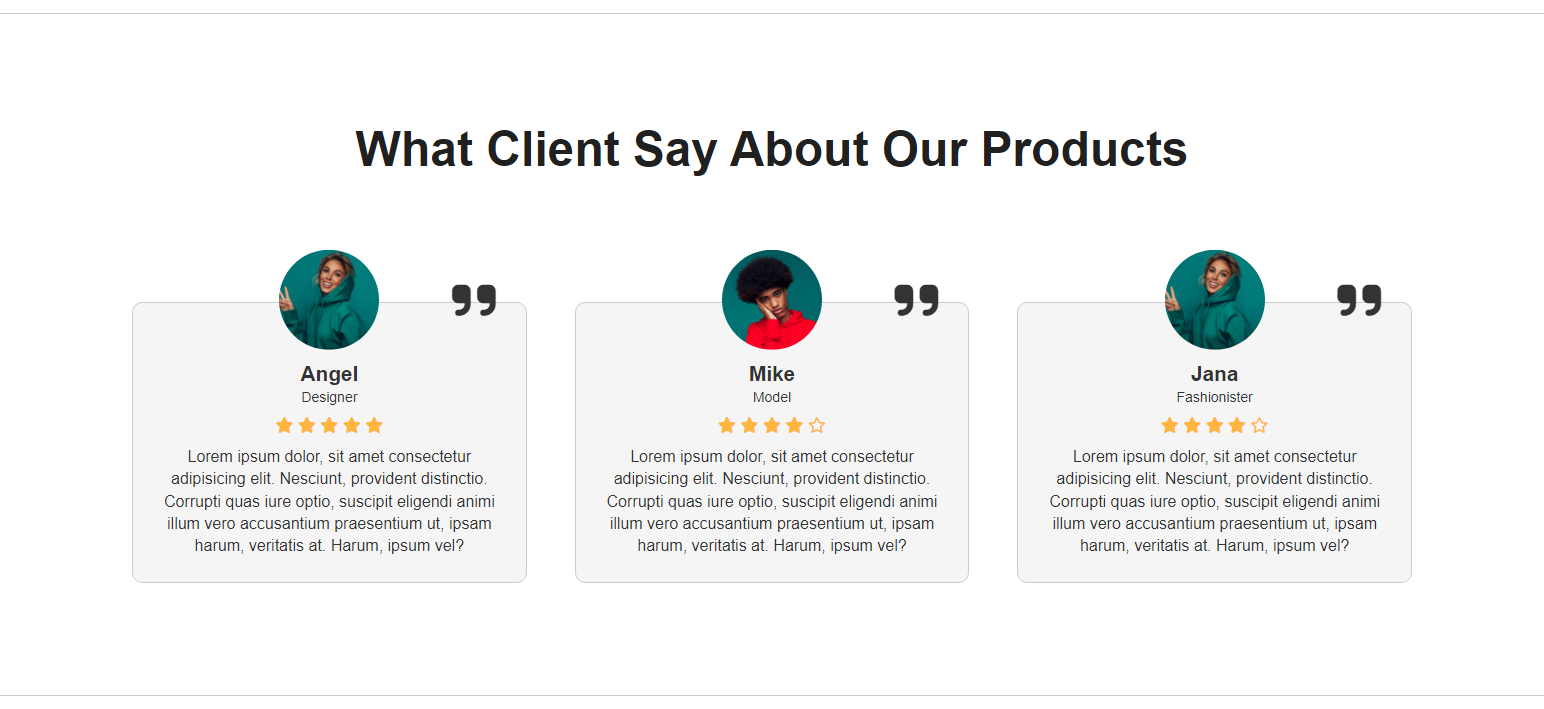 What Client Say About Our Products
Angel
Designer
Lorem ipsum dolor, sit amet consectetur
adipisicing elit. Nesciunt, provident distinctio.
Corrupti quas iure optio, suscipit eligendi animi
illum vero accusantium praesentium ut, ipsam
harum, veritatis at. Harum, ipsum vel?
Mike
Model
Lorem ipsum dolor, sit amet consectetur
adipisicing elit. Nesciunt, provident distinctio.
Corrupti quas iure optio, suscipit eligendi animi
illum vero accusantium praesentium ut, ipsam
harum, veritatis at. Harum, ipsum vel?
Jana
Fashionister
Lorem ipsum dolor, sit amet consectetur
adipisicing elit. Nesciunt, provident distinctio.
Corrupti quas iure optio, suscipit eligendi animi
illum vero accusantium praesentium ut, ipsam
harum, veritatis at. Harum, ipsum vel?